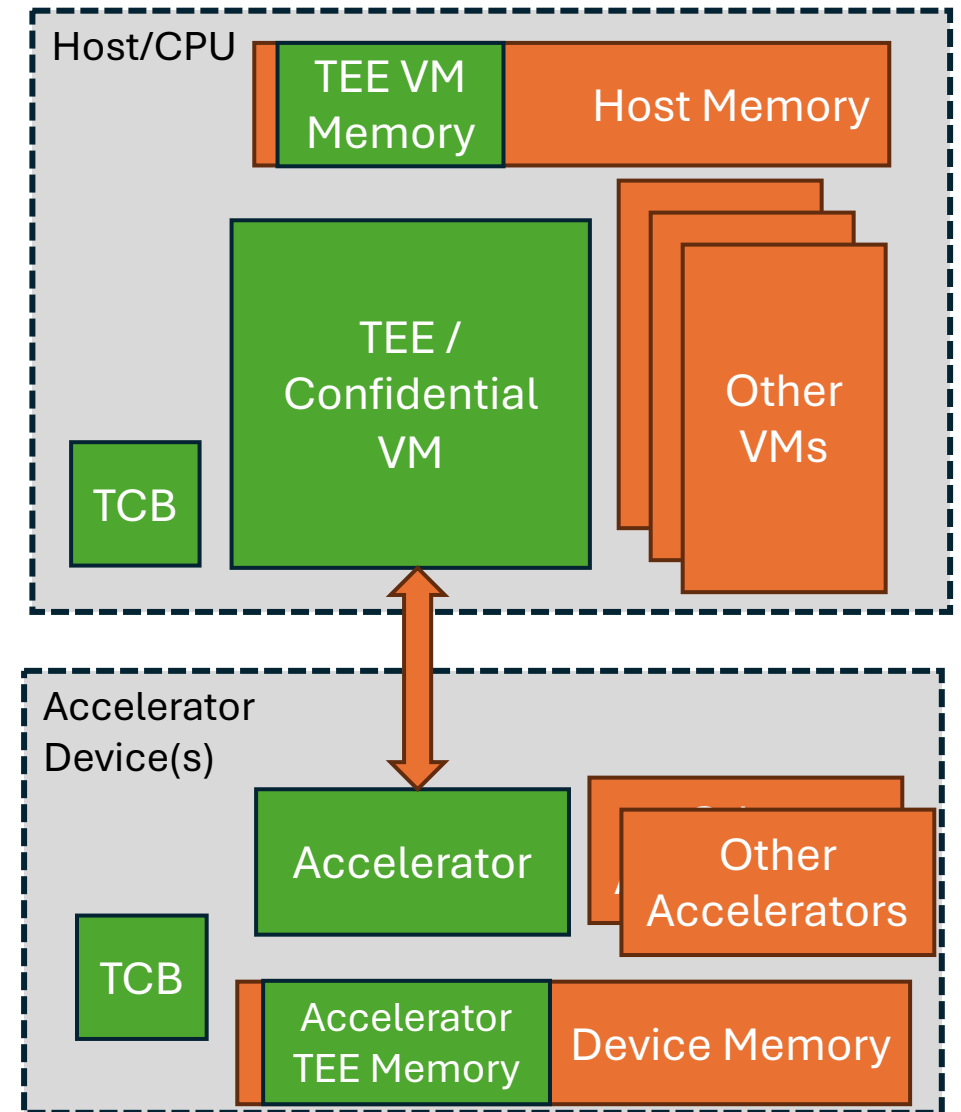 Host/CPU
TEE VM
Memory
Host Memory
TEE /
Confidential
VM
Other
VMs
TCB
Accelerator
Device(s)
Accelerator
Other
Accelerators
TCB
Accelerator
TEE Memory
Device Memory